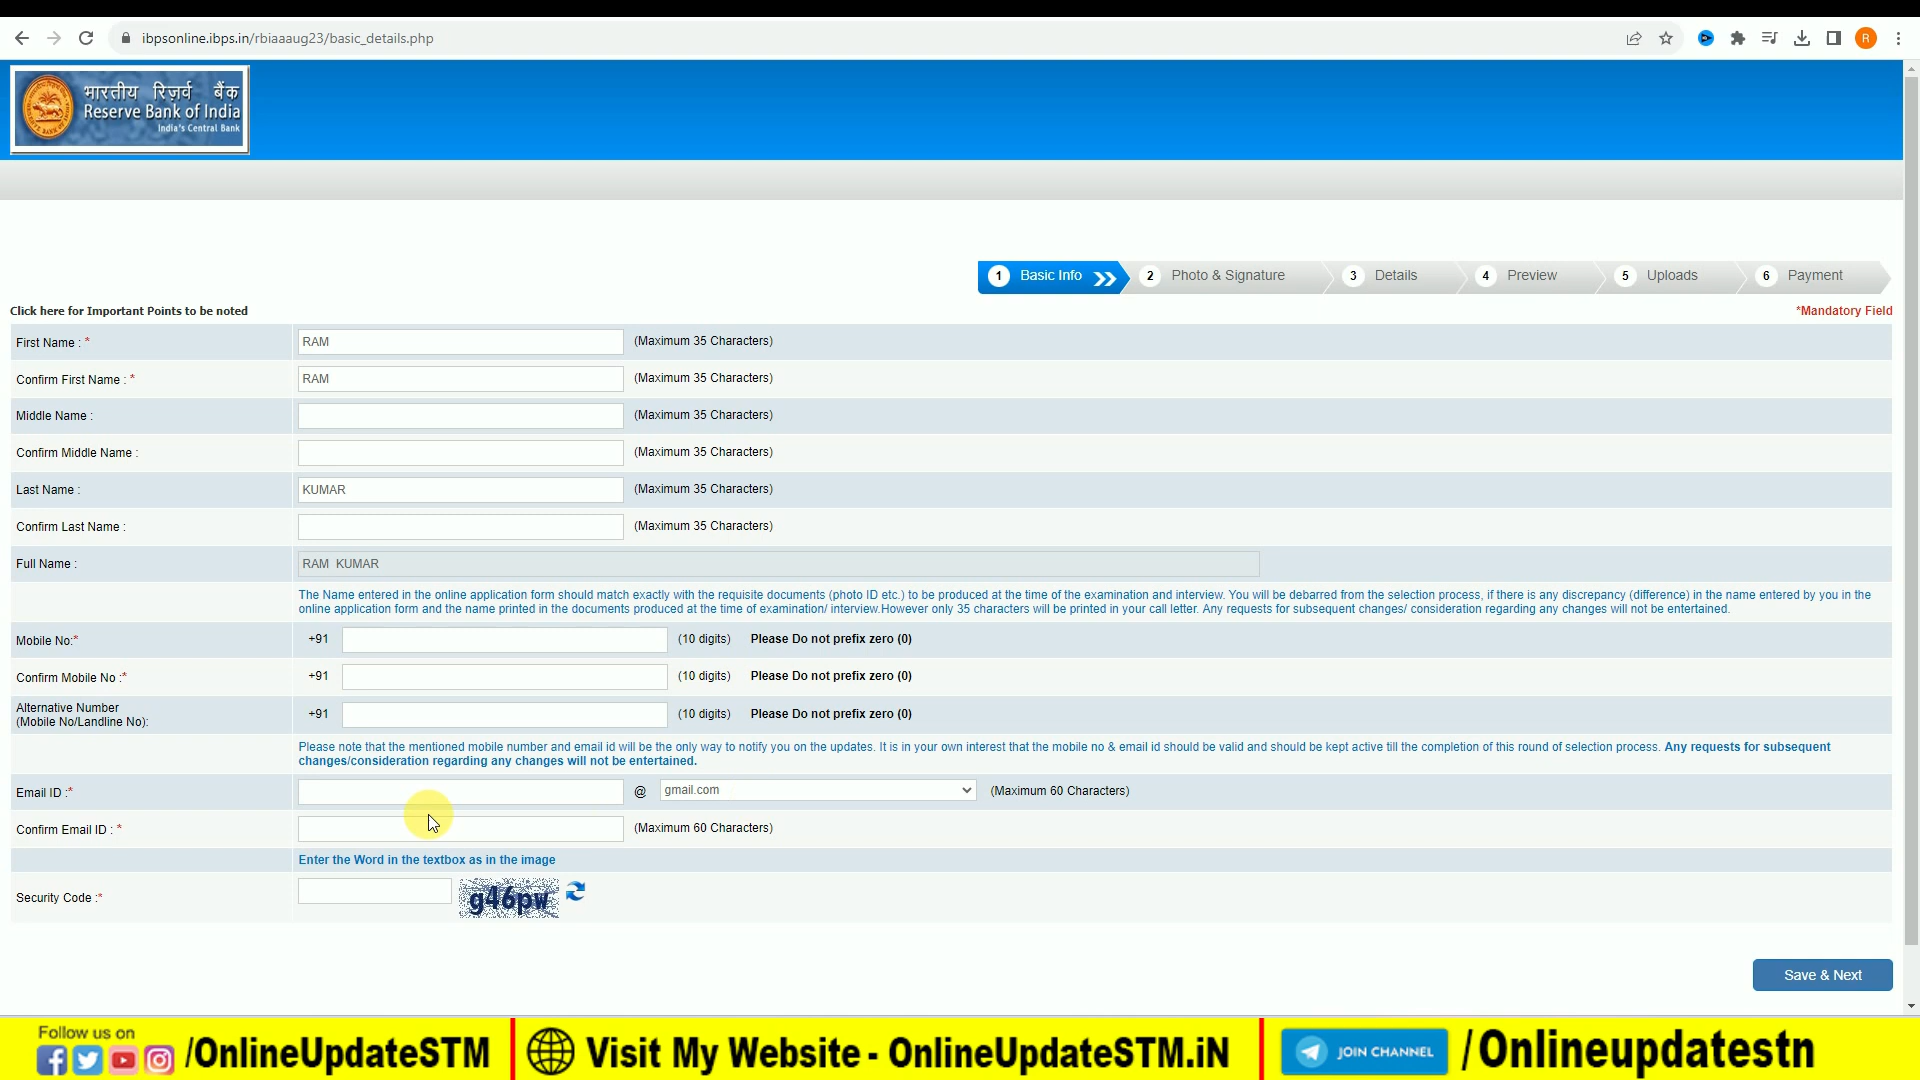 ibpsonline.ibps.in/rbiaaaug23/basic_details.php
R
भारतीय रिज़र्व बैंक
Reserve Bank of India
India's Central Bank
1 Basic Info
2 Photo & Signature
3 Details
4 Preview
5 Uploads
6 Payment
Click here for Important Points to be noted
*Mandatory Field
First Name : * RAM (Maximum 35 Characters)
Confirm First Name : * RAM (Maximum 35 Characters)
Middle Name : (Maximum 35 Characters)
Confirm Middle Name : (Maximum 35 Characters)
Last Name : KUMAR (Maximum 35 Characters)
Confirm Last Name : (Maximum 35 Characters)
Full Name : RAM  KUMAR
The Name entered in the online application form should match exactly with the requisite documents (photo ID etc.) to be produced at the time of the examination and interview. You will be debarred from the selection process, if there is any discrepancy (difference) in the name entered by you in the
online application form and the name printed in the documents produced at the time of examination/ interview.However only 35 characters will be printed in your call letter. Any requests for subsequent changes/ consideration regarding any changes will not be entertained.
Mobile No:* +91 (10 digits) Please Do not prefix zero (0)
Confirm Mobile No :* +91 (10 digits) Please Do not prefix zero (0)
Alternative Number
(Mobile No/Landline No): +91 (10 digits) Please Do not prefix zero (0)
Please note that the mentioned mobile number and email id will be the only way to notify you on the updates. It is in your own interest that the mobile no & email id should be valid and should be kept active till the completion of this round of selection process. Any requests for subsequent
changes/consideration regarding any changes will not be entertained.
Email ID :* @ gmail.com (Maximum 60 Characters)
Confirm Email ID : * (Maximum 60 Characters)
Enter the Word in the textbox as in the image
Security Code :* g46pw
Save & Next
Follow us on
/OnlineUpdateSTM
Visit My Website - OnlineUpdateSTM.iN
JOIN CHANNEL
/Onlineupdatestn